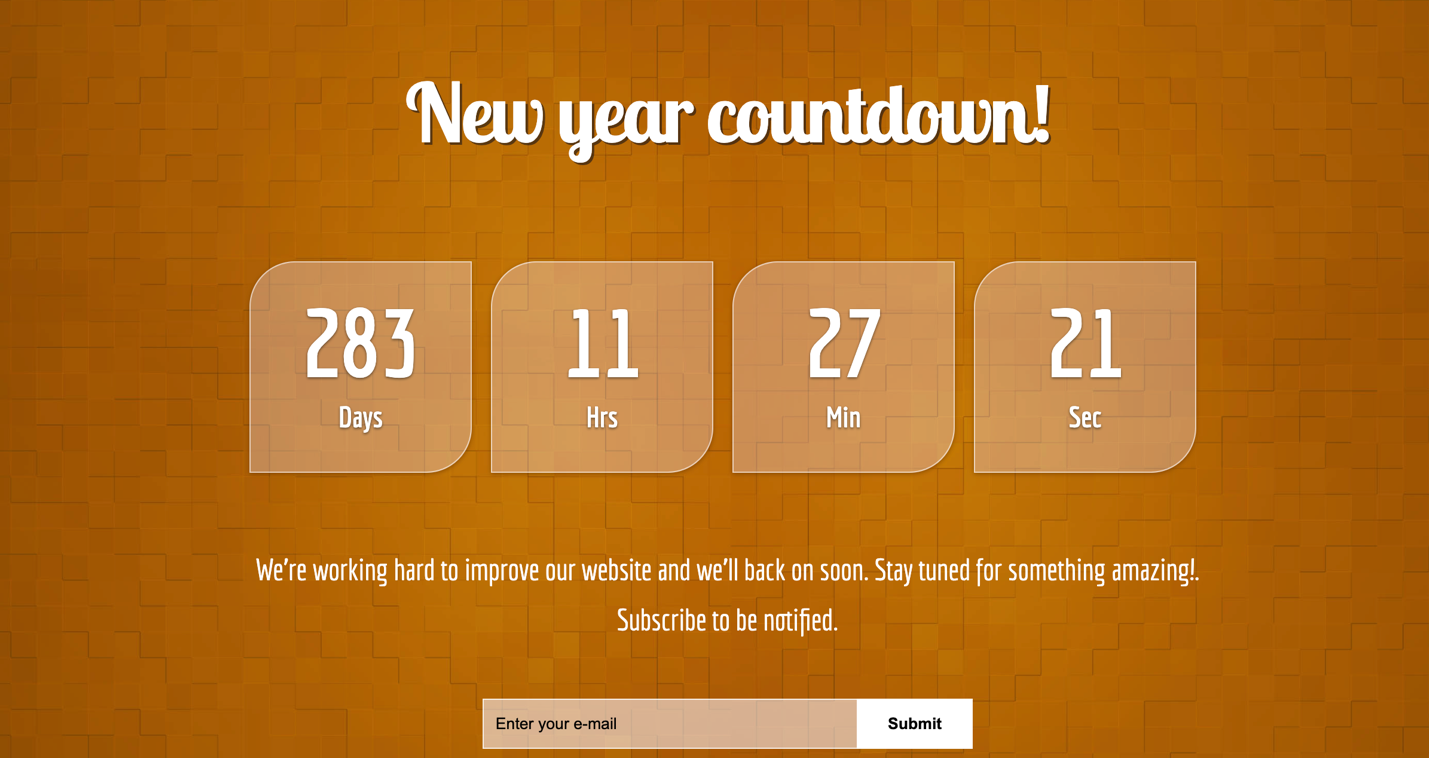 New year countdown!
283 11 27 21
Days Hrs Min Sec
We're working hard to improve our website and we'll back on soon. Stay tuned for something amazing!.
Subscribe to be notified.
Enter your e-mail Submit